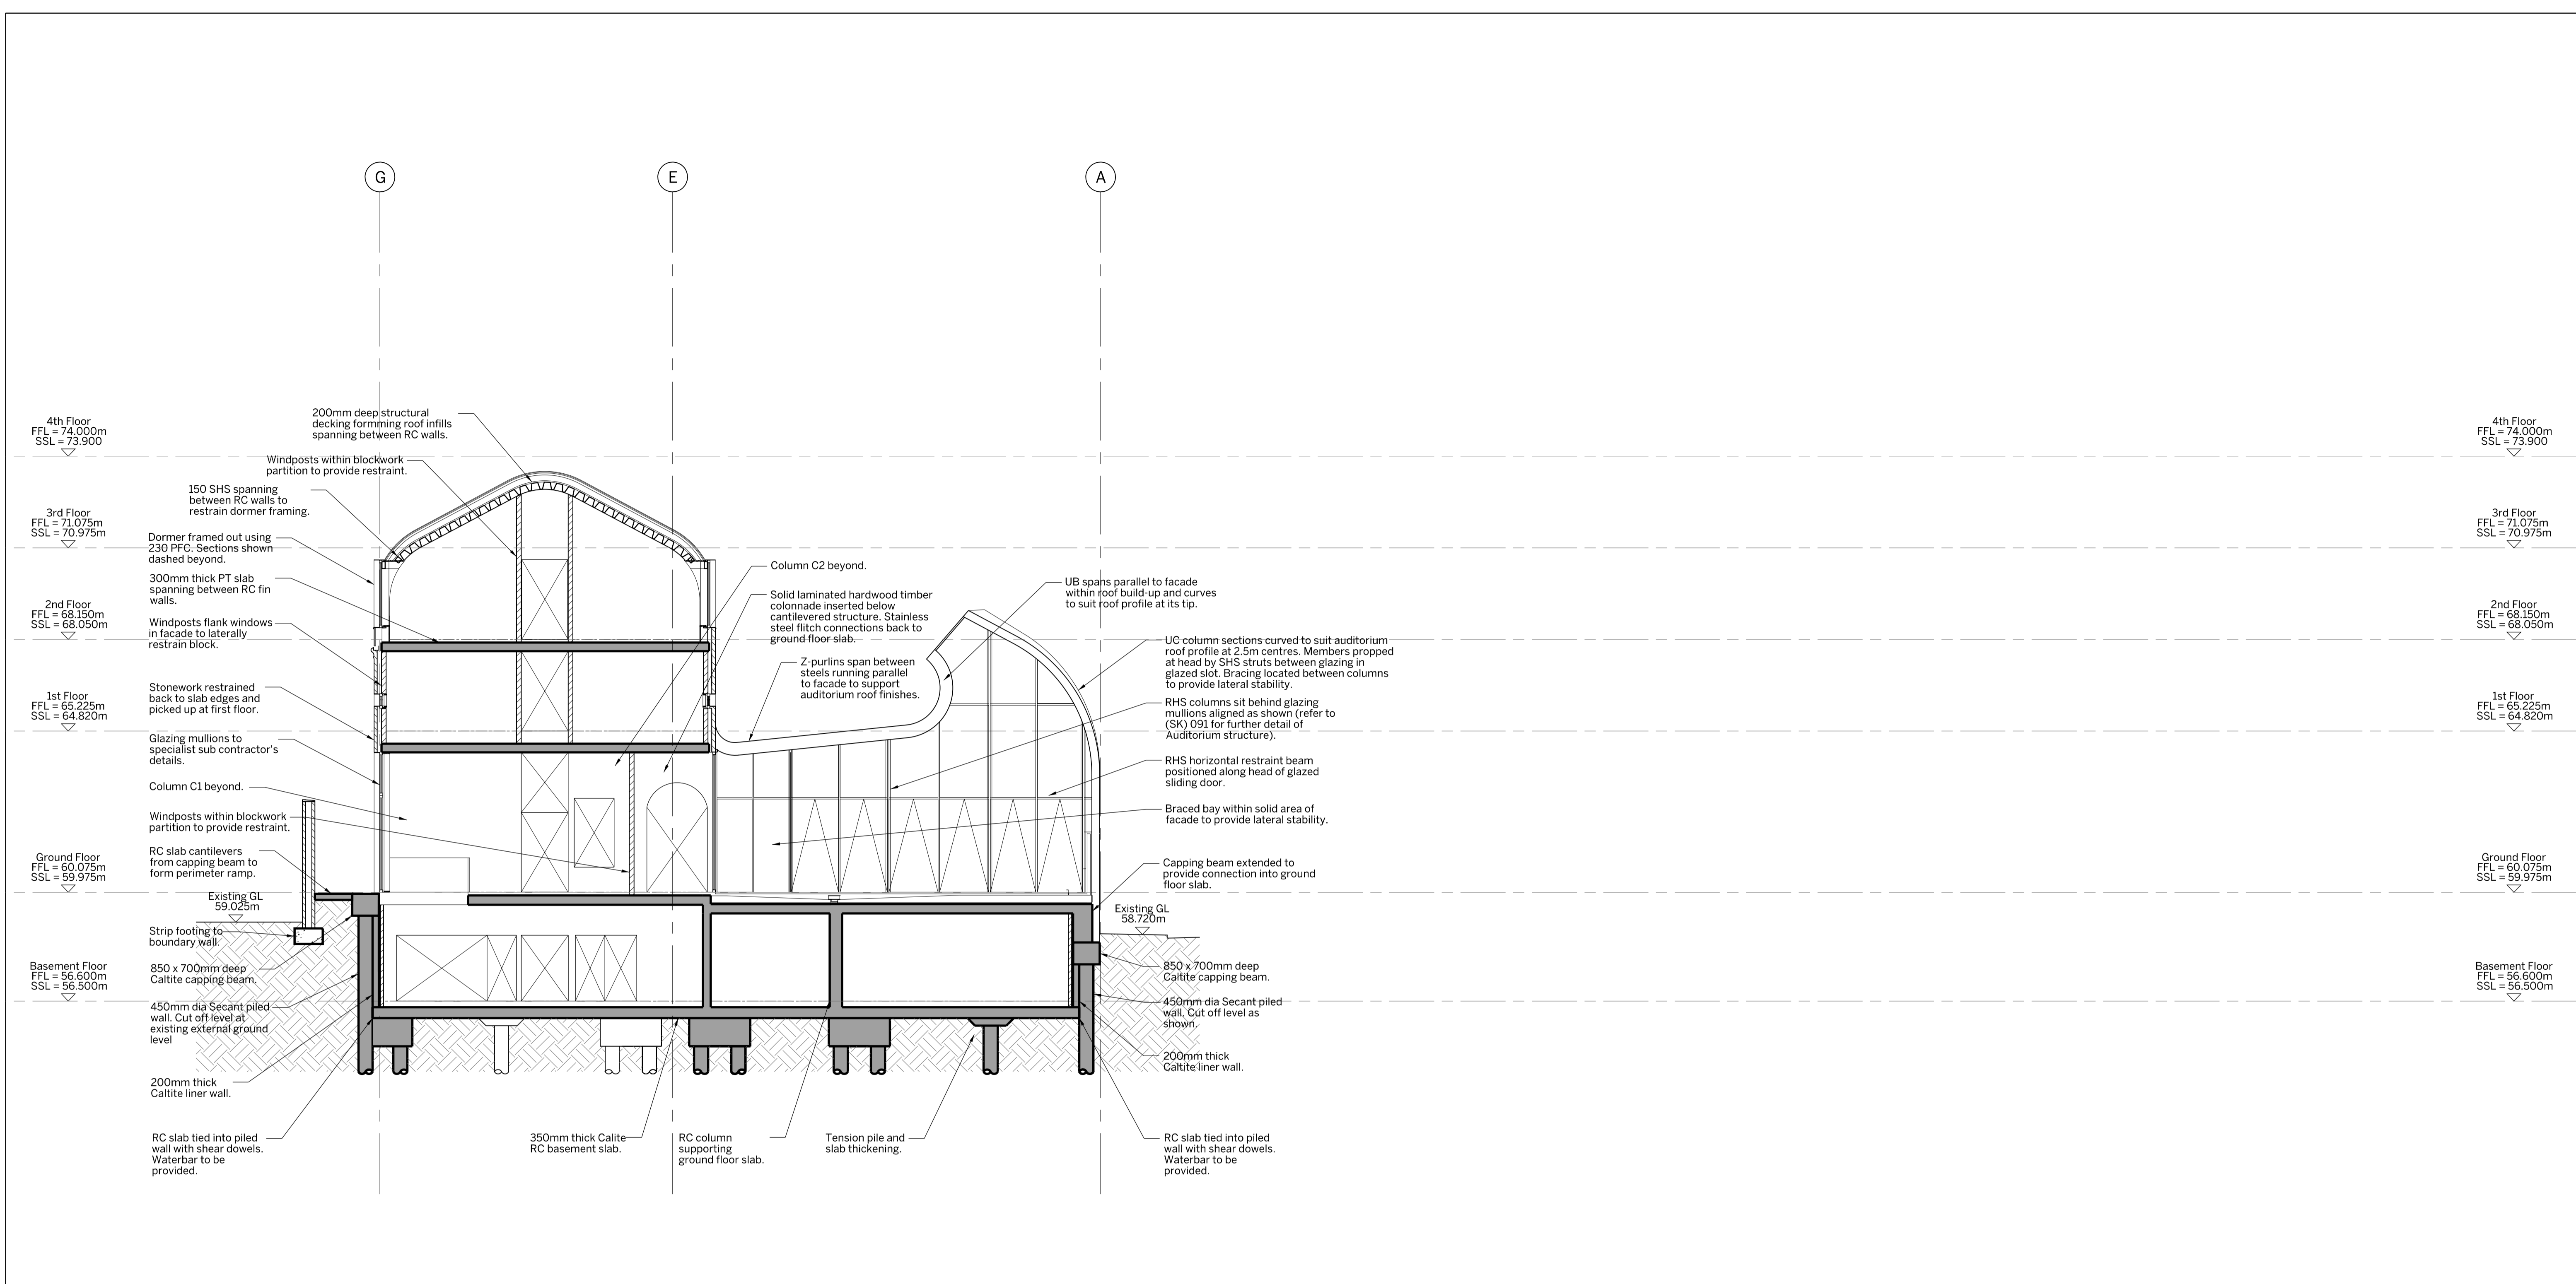 G
E
A
4th Floor
FFL = 74.000m
SSL = 73.900
3rd Floor
FFL = 71.075m
SSL = 70.975m
2nd Floor
FFL = 68.150m
SSL = 68.050m
1st Floor
FFL = 65.225m
SSL = 64.820m
Ground Floor
FFL = 60.075m
SSL = 59.975m
Basement Floor
FFL = 56.600m
SSL = 56.500m
200mm deep structural
decking formming roof infills
spanning between RC walls.
Windposts within blockwork
partition to provide restraint.
150 SHS spanning
between RC walls to
restrain dormer framing.
Dormer framed out using
230 PFC. Sections shown
dashed beyond.
300mm thick PT slab
spanning between RC fin
walls.
Windposts flank windows
in facade to laterally
restrain block.
Stonework restrained
back to slab edges and
picked up at first floor.
Glazing mullions to
specialist sub contractor's
details.
Column C1 beyond.
Windposts within blockwork
partition to provide restraint.
RC slab cantilevers
from capping beam to
form perimeter ramp.
Existing GL
59.025m
Strip footing to
boundary wall.
850 x 700mm deep
Caltite capping beam.
450mm dia Secant piled
wall. Cut off level at
existing external ground
level
200mm thick
Caltite liner wall.
RC slab tied into piled
wall with shear dowels.
Waterbar to be
provided.
350mm thick Calite
RC basement slab.
RC column
supporting
ground floor slab.
Tension pile and
slab thickening.
Column C2 beyond.
Solid laminated hardwood timber
colonnade inserted below
cantilevered structure. Stainless
steel flitch connections back to
ground floor slab.
Z-purlins span between
steels running parallel
to facade to support
auditorium roof finishes.
UB spans parallel to facade
within roof build-up and curves
to suit roof profile at its tip.
UC column sections curved to suit auditorium
roof profile at 2.5m centres. Members propped
at head by SHS struts between glazing in
glazed slot. Bracing located between columns
to provide lateral stability.
RHS columns sit behind glazing
mullions aligned as shown (refer to
(SK) 091 for further detail of
Auditorium structure).
RHS horizontal restraint beam
positioned along head of glazed
sliding door.
Braced bay within solid area of
facade to provide lateral stability.
Capping beam extended to
provide connection into ground
floor slab.
Existing GL
58.720m
850 x 700mm deep
Caltite capping beam.
450mm dia Secant piled
wall. Cut off level as
shown.
200mm thick
Caltite liner wall.
RC slab tied into piled
wall with shear dowels.
Waterbar to be
provided.
4th Floor
FFL = 74.000m
SSL = 73.900
3rd Floor
FFL = 71.075m
SSL = 70.975m
2nd Floor
FFL = 68.150m
SSL = 68.050m
1st Floor
FFL = 65.225m
SSL = 64.820m
Ground Floor
FFL = 60.075m
SSL = 59.975m
Basement Floor
FFL = 56.600m
SSL = 56.500m